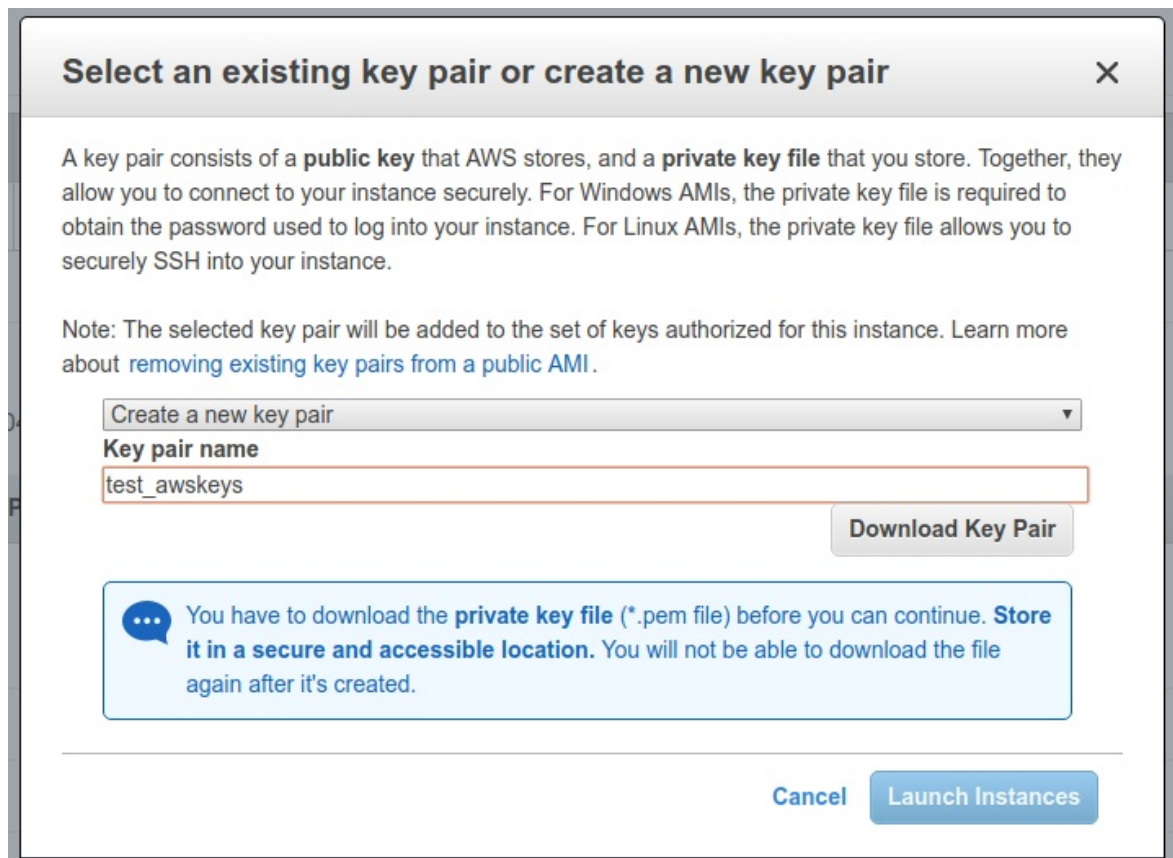 Select an existing key pair or create a new key pair
A key pair consists of a public key that AWS stores, and a private key file that you store. Together, they
allow you to connect to your instance securely. For Windows AMIs, the private key file is required to
obtain the password used to log into your instance. For Linux AMIs, the private key file allows you to
securely SSH into your instance.
Note: The selected key pair will be added to the set of keys authorized for this instance. Learn more
about removing existing key pairs from a public AMI.
Create a new key pair
Key pair name
test_awskeys
Download Key Pair
You have to download the private key file (*.pem file) before you can continue. Store
it in a secure and accessible location. You will not be able to download the file
again after it's created.
Cancel Launch Instances